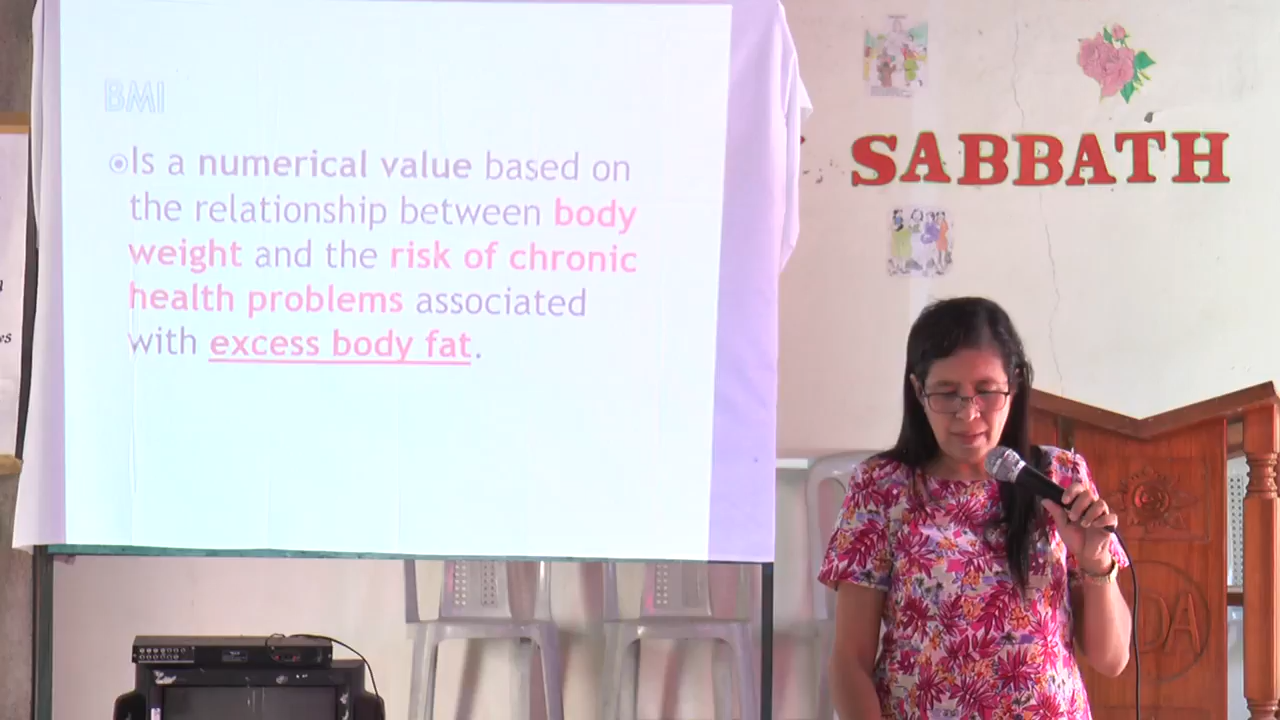 BMI
Is a numerical value based on
the relationship between body
weight and the risk of chronic
health problems associated
with excess body fat.
SABBATH
DA